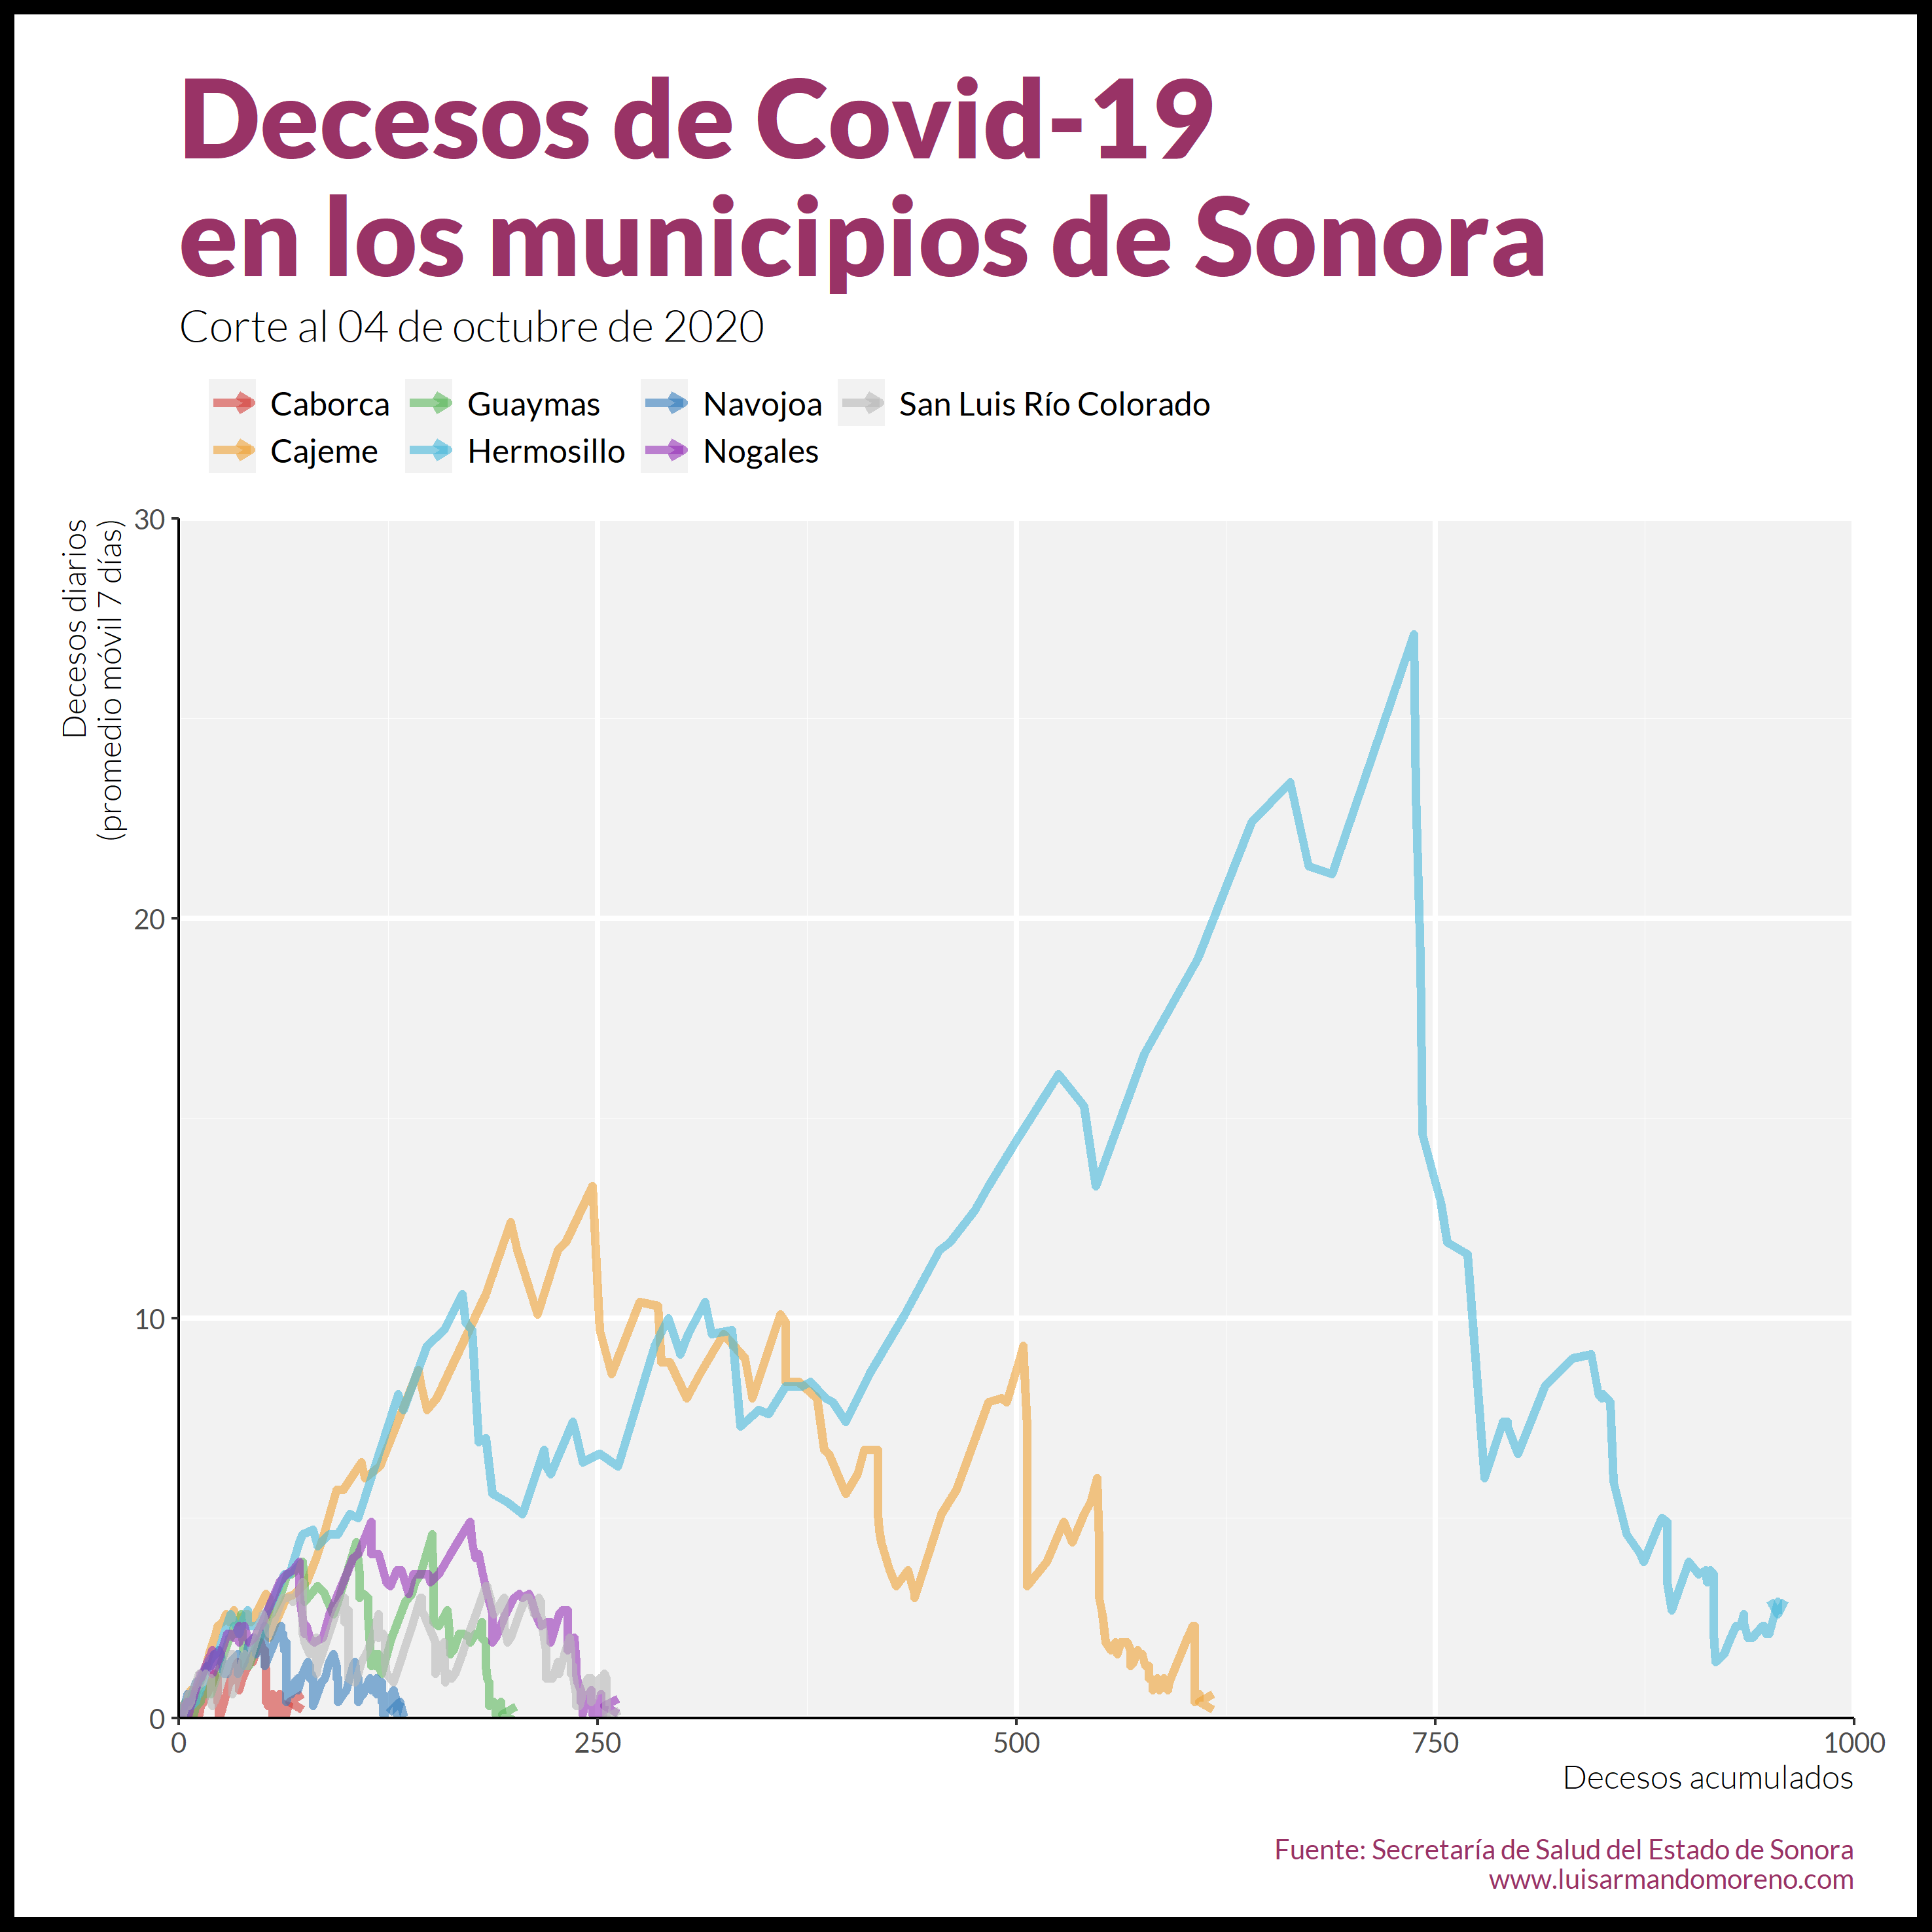 Decesos de Covid-19
en los municipios de Sonora
Corte al 04 de octubre de 2020
Caborca
Guaymas
Navojoa
San Luis Río Colorado
Cajeme
Hermosillo
Nogales
Decesos diarios
(promedio móvil 7 días)
30
20
10
0
0
250
500
750
1000
Decesos acumulados
Fuente: Secretaría de Salud del Estado de Sonora
www.luisarmandomoreno.com